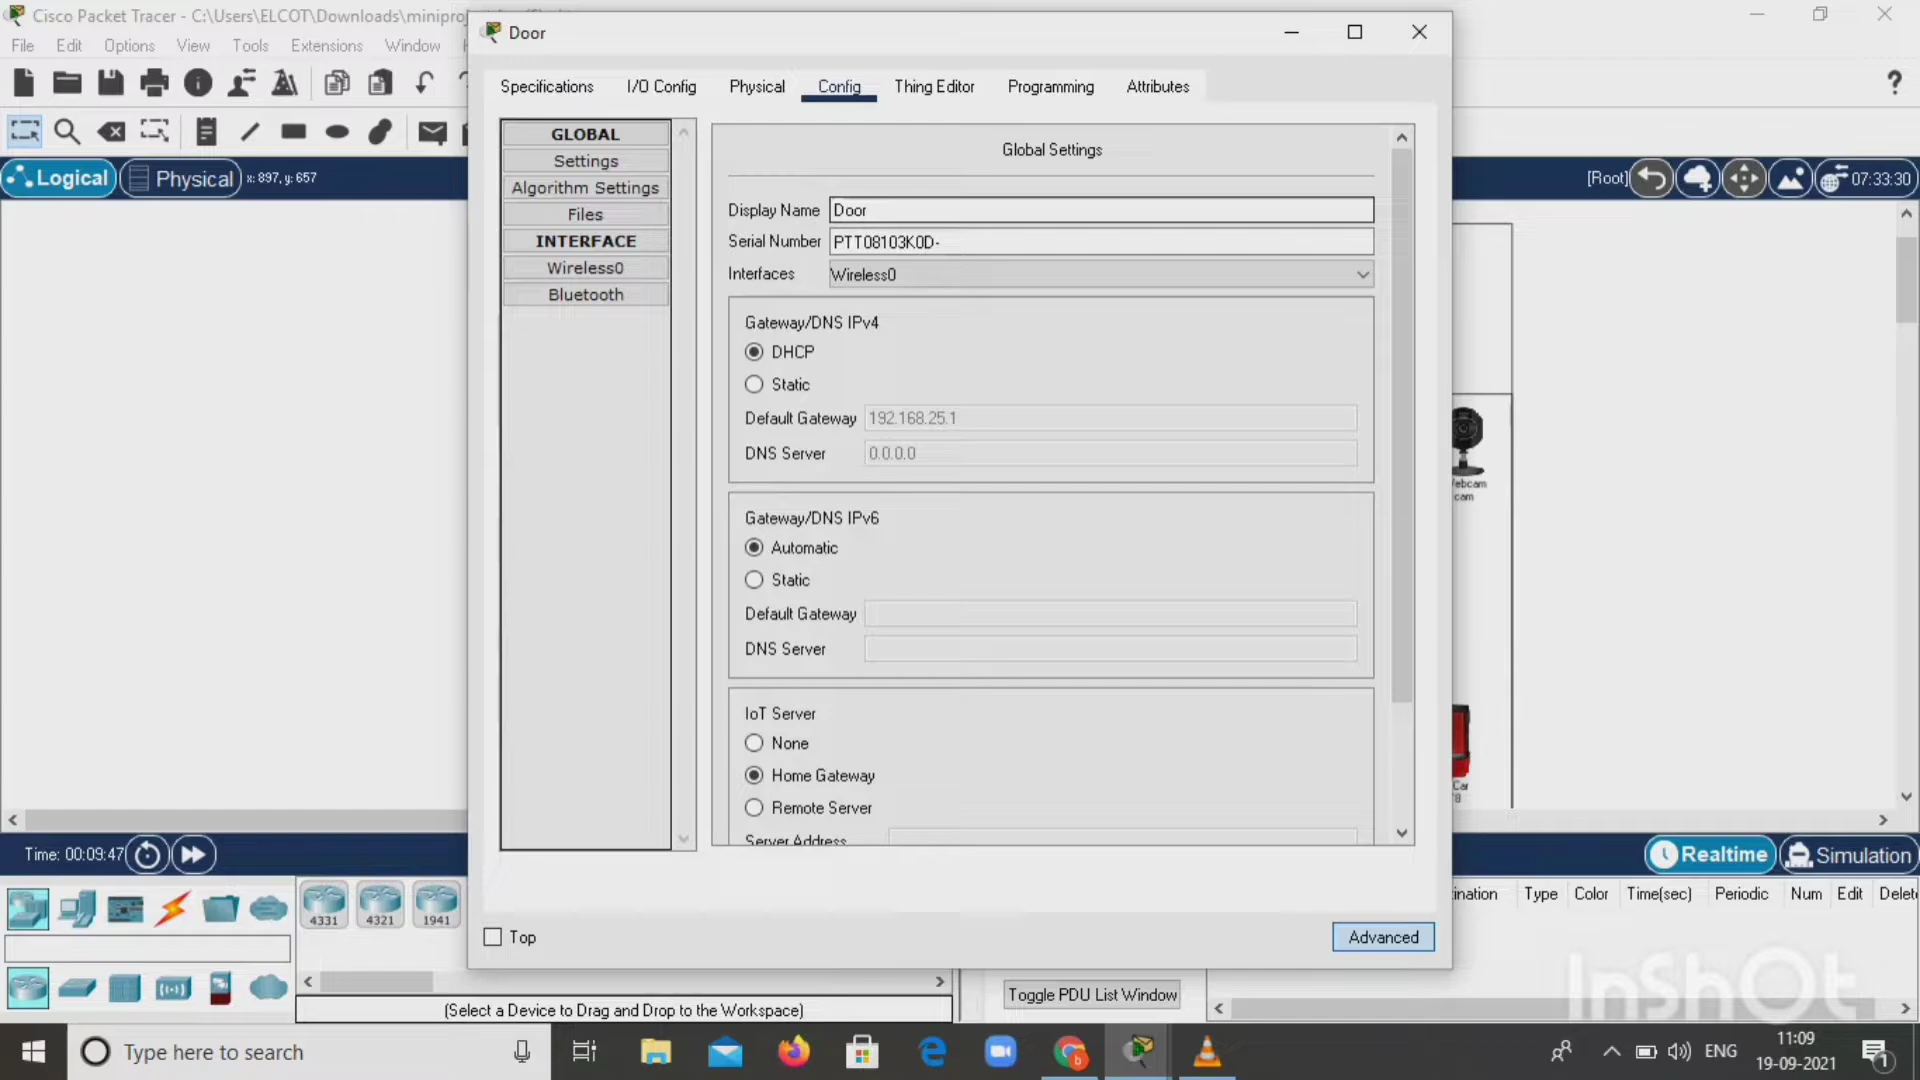 Cisco Packet Tracer - C:\Users\ELCOT\Downloads\miniproj
File Edit Options View Tools Extensions Window
?
Logical Physical x: 897, y: 657
[Root] 07:33:30
Door
Specifications I/O Config Physical Config Thing Editor Programming Attributes
GLOBAL
Settings
Algorithm Settings
Files
INTERFACE
Wireless0
Bluetooth
Global Settings
Display Name Door
Serial Number PTT08103K0D-
Interfaces Wireless0
Gateway/DNS IPv4
DHCP
Static
Default Gateway 192.168.25.1
DNS Server 0.0.0.0
Gateway/DNS IPv6
Automatic
Static
Default Gateway
DNS Server
IoT Server
None
Home Gateway
Remote Server
Server Address
Top
Advanced
ebcam
cam
Car
Time: 00:09:47
Realtime Simulation
4331 4321 1941
ination Type Color Time(sec) Periodic Num Edit Delet
(Select a Device to Drag and Drop to the Workspace)
Toggle PDU List Window
InShOt
Type here to search
ENG
11:09
19-09-2021
1